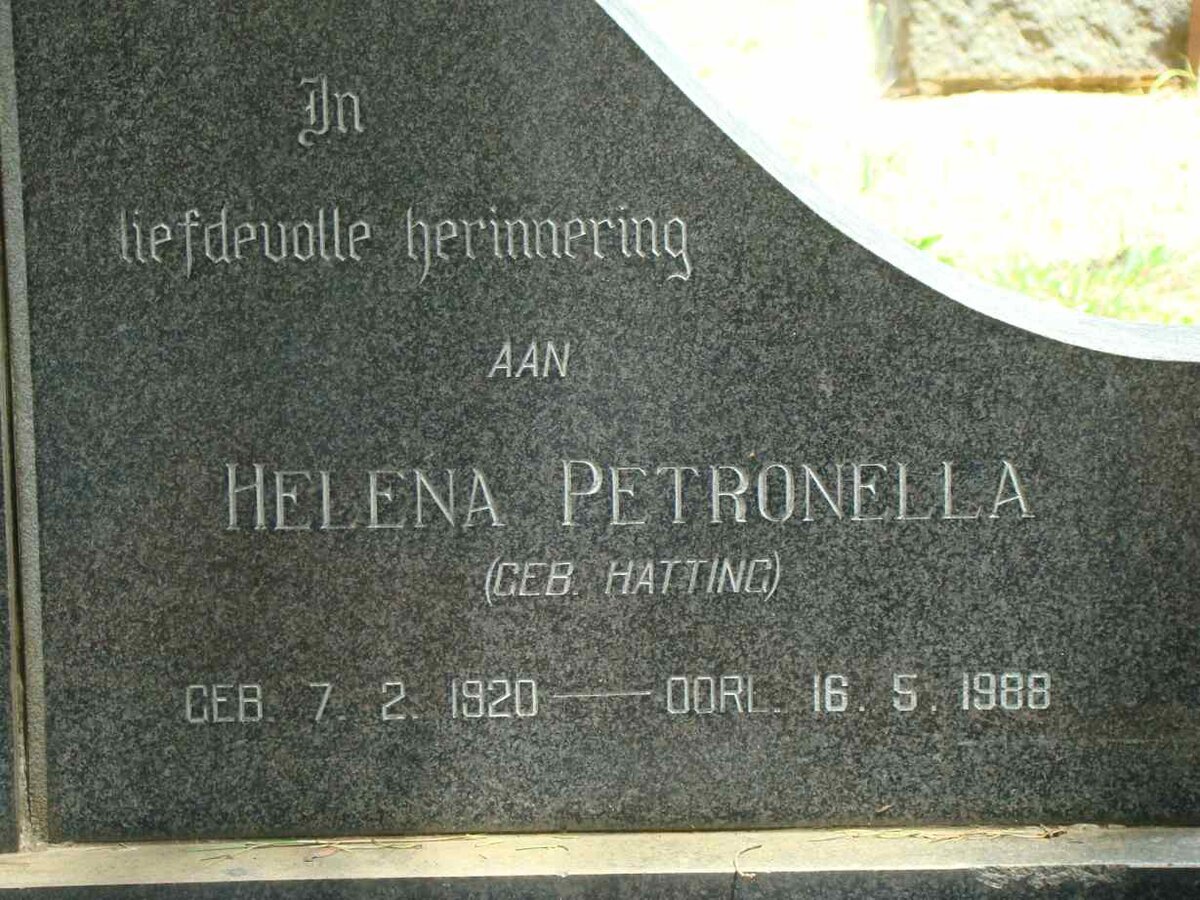 In
liefdevolle herinnering
AAN
HELENA PETRONELLA
(GEB. HATTING)
GEB. 7. 2. 1920 — OORL. 16. 5. 1988